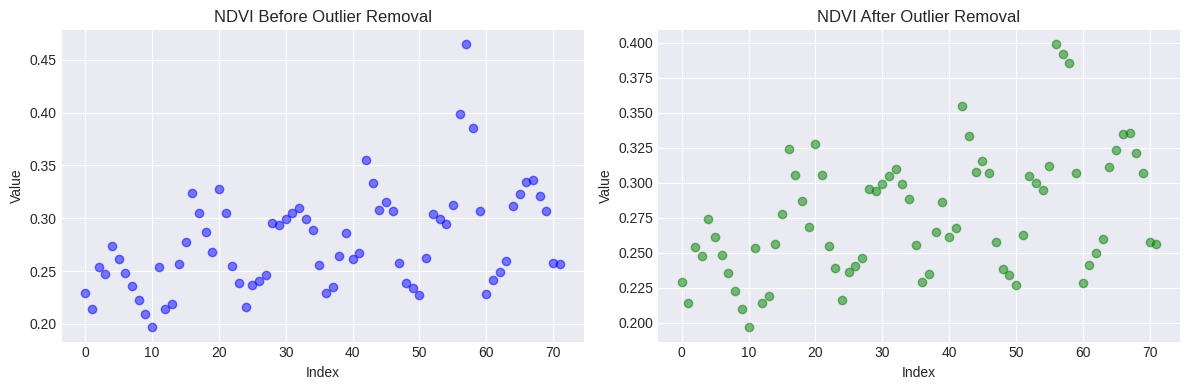 NDVI Before Outlier Removal
Value
0.45
0.40
0.35
0.30
0.25
0.20
0 10 20 30 40 50 60 70
Index
NDVI After Outlier Removal
Value
0.400
0.375
0.350
0.325
0.300
0.275
0.250
0.225
0.200
0 10 20 30 40 50 60 70
Index